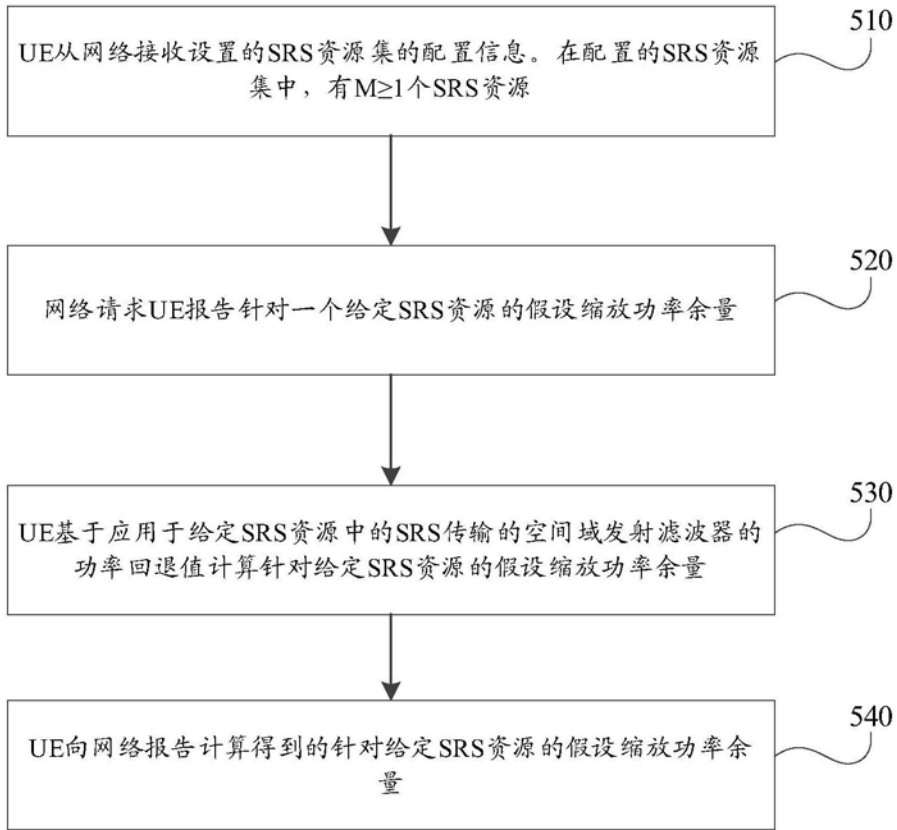 510
UE从网络接收设置的SRS资源集的配置信息。在配置的SRS资源
集中，有M≥1个SRS资源
520
网络请求UE报告针对一个给定SRS资源的假设缩放功率余量
530
UE基于应用于给定SRS资源中的SRS传输的空间域发射滤波器的
功率回退值计算针对给定SRS资源的假设缩放功率余量
540
UE向网络报告计算得到的针对给定SRS资源的假设缩放功率余
量